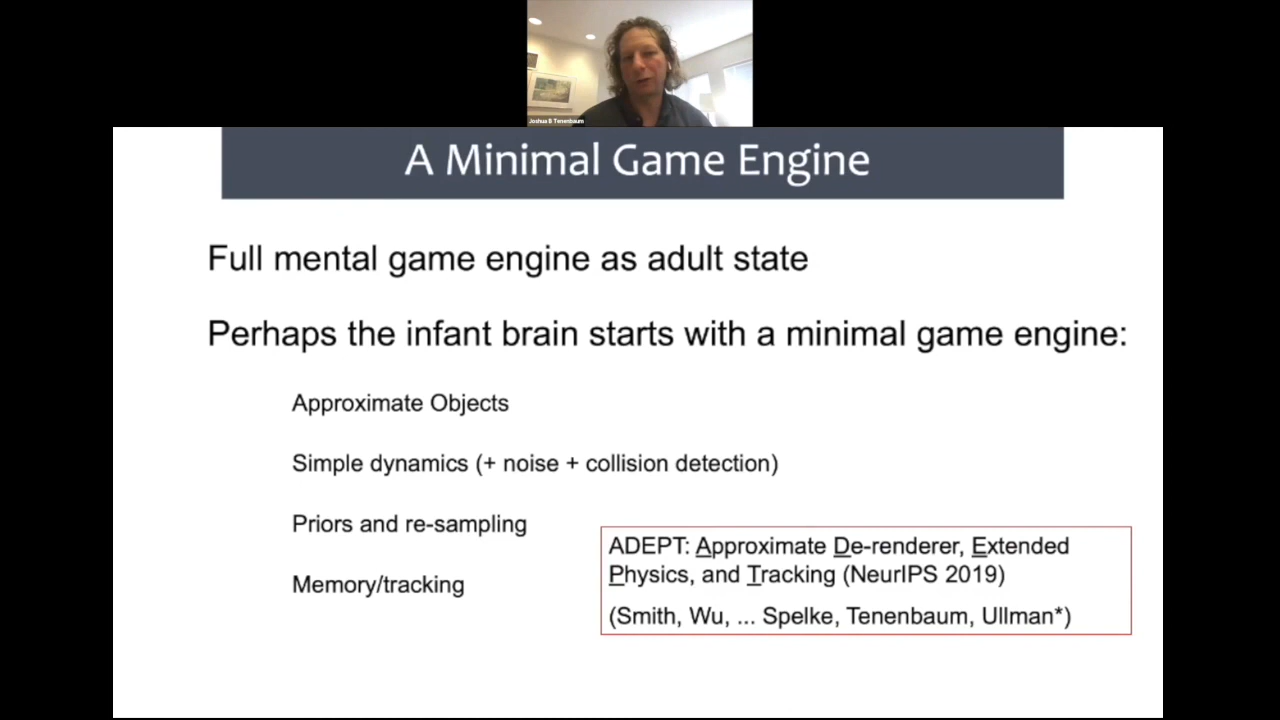 Joshua B Tenenbaum
A Minimal Game Engine
Full mental game engine as adult state
Perhaps the infant brain starts with a minimal game engine:
Approximate Objects
Simple dynamics (+ noise + collision detection)
Priors and re-sampling
Memory/tracking
ADEPT: Approximate De-renderer, Extended
Physics, and Tracking (NeurIPS 2019)
(Smith, Wu, ... Spelke, Tenenbaum, Ullman*)